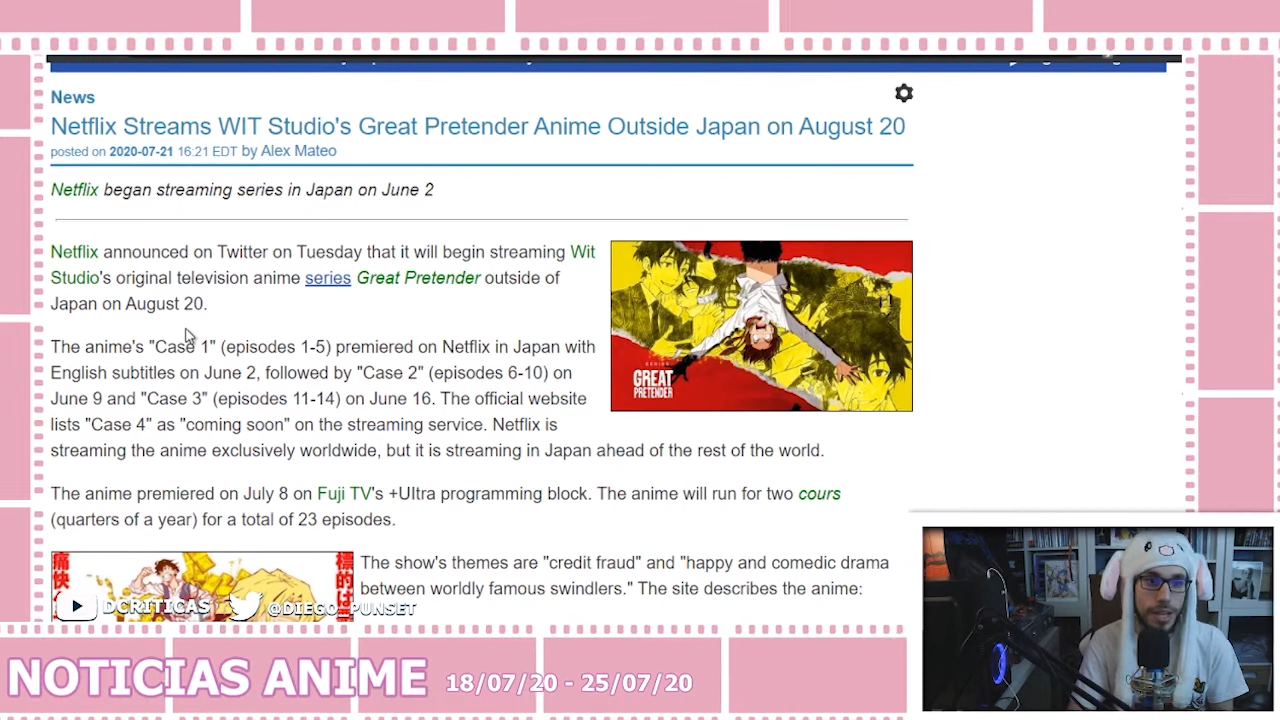 News
Netflix Streams WIT Studio's Great Pretender Anime Outside Japan on August 20
posted on 2020-07-21 16:21 EDT by Alex Mateo
Netflix began streaming series in Japan on June 2
Netflix announced on Twitter on Tuesday that it will begin streaming Wit
Studio's original television anime series Great Pretender outside of
Japan on August 20.
SERIES
GREAT
PRETENDER
The anime's "Case 1" (episodes 1-5) premiered on Netflix in Japan with
English subtitles on June 2, followed by "Case 2" (episodes 6-10) on
June 9 and "Case 3" (episodes 11-14) on June 16. The official website
lists "Case 4" as "coming soon" on the streaming service. Netflix is
streaming the anime exclusively worldwide, but it is streaming in Japan ahead of the rest of the world.
The anime premiered on July 8 on Fuji TV's +Ultra programming block. The anime will run for two cours
(quarters of a year) for a total of 23 episodes.
痛快
標的は
The show's themes are "credit fraud" and "happy and comedic drama
between worldly famous swindlers." The site describes the anime:
DCRITICAS @DIEGO_PUNSET
NOTICIAS ANIME 18/07/20 - 25/07/20